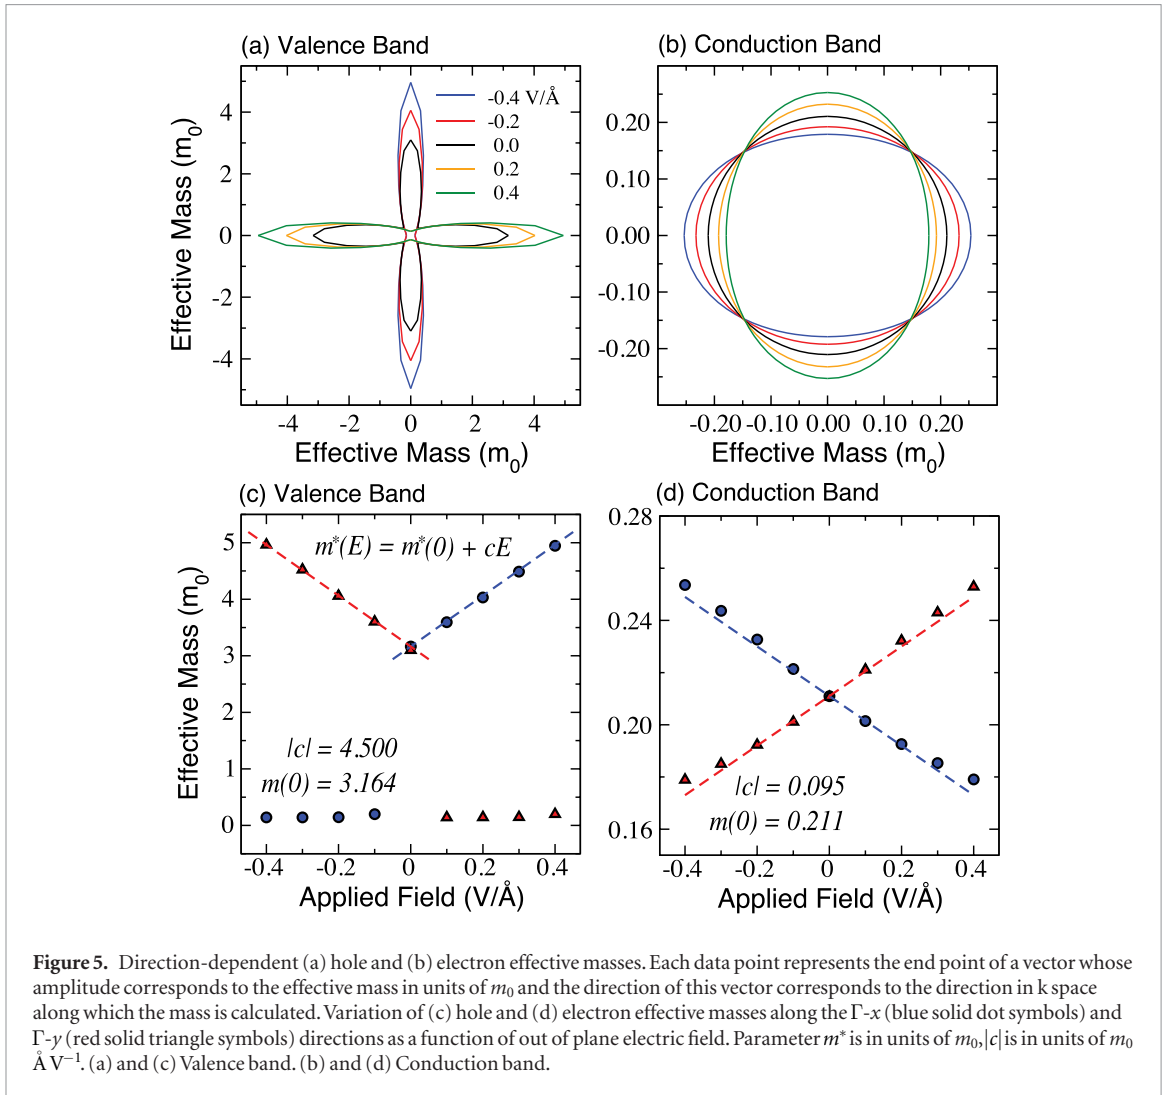 (a) Valence Band
(b) Conduction Band
Effective Mass (m0)
4
2
0
-2
-4
-0.4 V/Å
-0.2
0.0
0.2
0.4
-4 -2 0 2 4
Effective Mass (m0)
0.20
0.10
0.00
-0.10
-0.20
-0.20 -0.10 0.00 0.10 0.20
Effective Mass (m0)
(c) Valence Band
(d) Conduction Band
Effective Mass (m0)
5
4
3
2
1
0
m*(E) = m*(0) + cE
|c| = 4.500
m(0) = 3.164
-0.4 -0.2 0 0.2 0.4
Applied Field (V/Å)
0.28
0.24
0.20
0.16
|c| = 0.095
m(0) = 0.211
-0.4 -0.2 0 0.2 0.4
Applied Field (V/Å)
Figure 5. Direction-dependent (a) hole and (b) electron effective masses. Each data point represents the end point of a vector whose
amplitude corresponds to the effective mass in units of m0 and the direction of this vector corresponds to the direction in k space
along which the mass is calculated. Variation of (c) hole and (d) electron effective masses along the Γ-x (blue solid dot symbols) and
Γ-y (red solid triangle symbols) directions as a function of out of plane electric field. Parameter m* is in units of m0, |c| is in units of m0
Å V−1. (a) and (c) Valence band. (b) and (d) Conduction band.